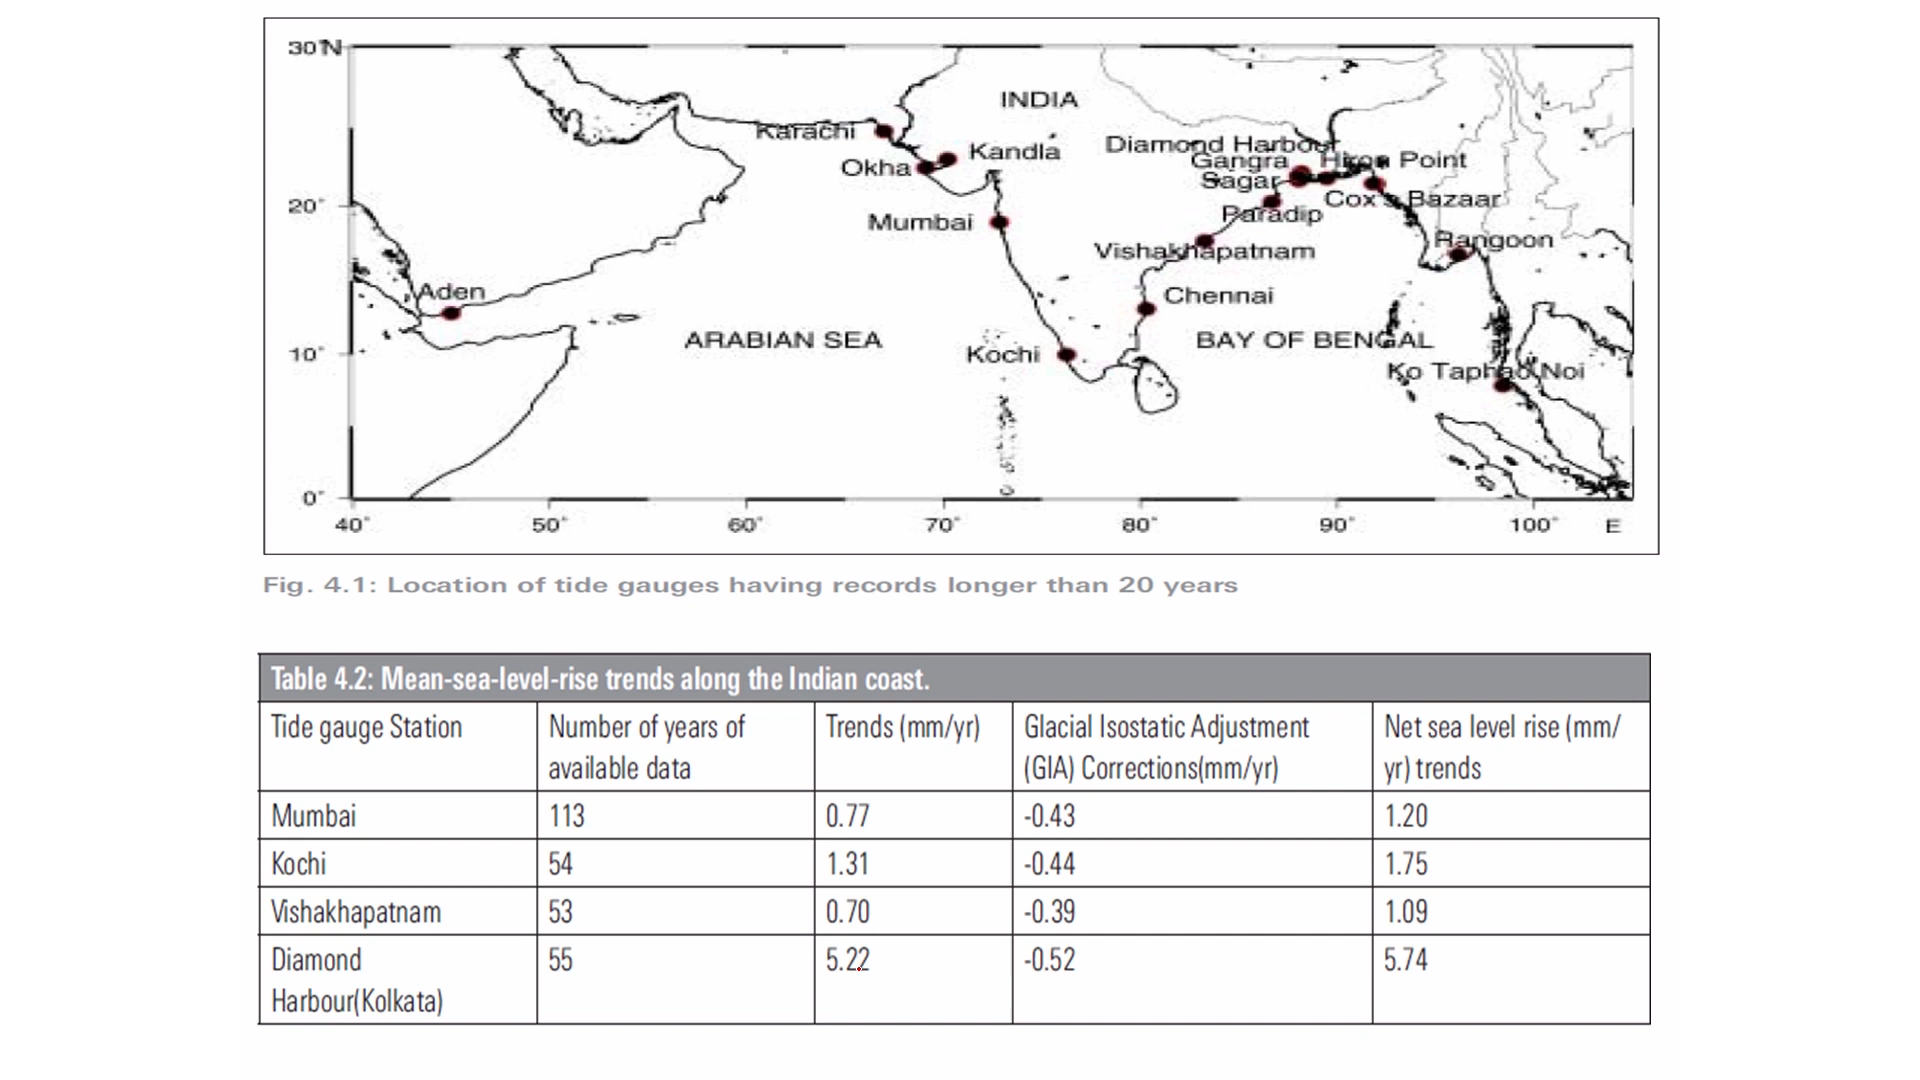 30°N
INDIA
Karachi
Diamond Harbour
Kandla
Gangra Hiron Point
Okha
Sagar
20°
Cox's Bazaar
Paradip
Mumbai
Rangoon
Vishakhapatnam
Aden
Chennai
ARABIAN SEA
BAY OF BENGAL
10°
Kochi
Ko Taphao Noi
0°
40° 50° 60° 70° 80° 90° 100° E
Fig. 4.1: Location of tide gauges having records longer than 20 years
Table 4.2: Mean-sea-level-rise trends along the Indian coast.
Tide gauge Station
Number of years of
available data
Trends (mm/yr)
Glacial Isostatic Adjustment
(GIA) Corrections(mm/yr)
Net sea level rise (mm/
yr) trends
Mumbai 113 0.77 -0.43 1.20
Kochi 54 1.31 -0.44 1.75
Vishakhapatnam 53 0.70 -0.39 1.09
Diamond
Harbour(Kolkata)
55 5.22 -0.52 5.74